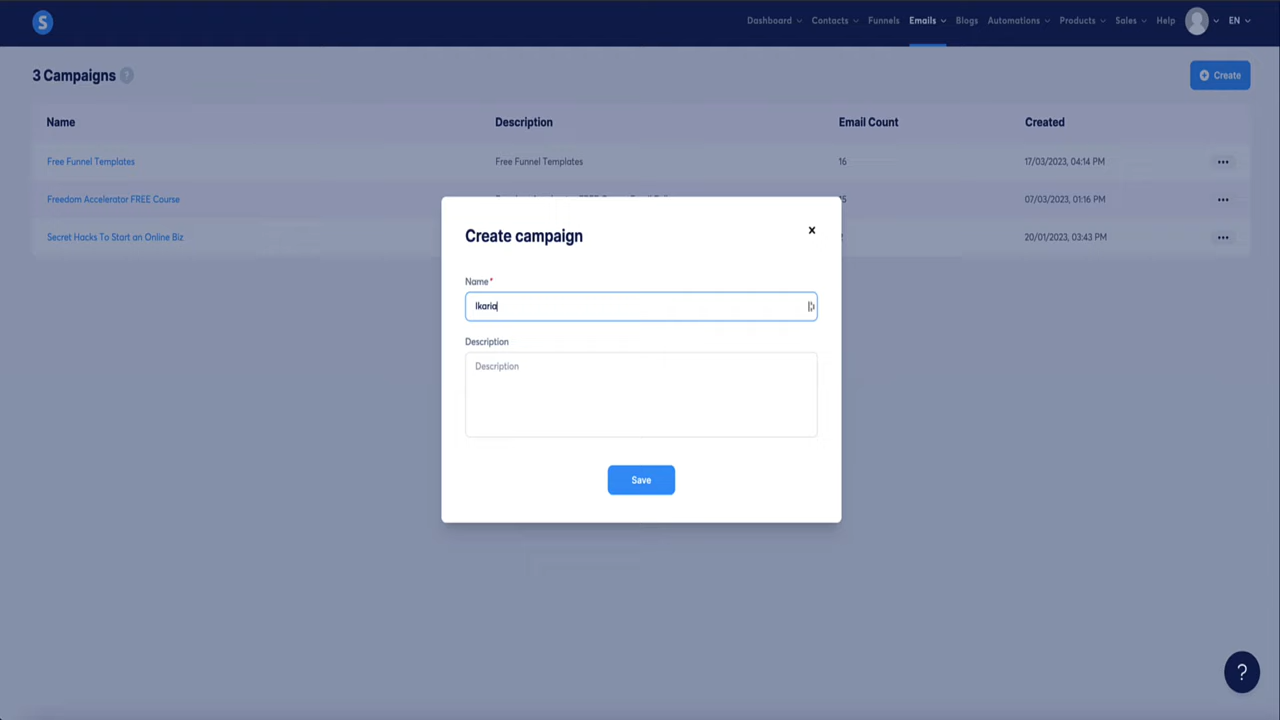 S Dashboard Contacts Funnels Emails Blogs Automations Products Sales Help EN
3 Campaigns ?
Create
Name Description Email Count Created
Free Funnel Templates Free Funnel Templates 16 17/03/2023, 04:14 PM
Freedom Accelerator FREE Course 07/03/2023, 01:16 PM
Secret Hacks To Start an Online Biz 20/01/2023, 03:43 PM
Create campaign
Name*
Ikaria
Description
Description
Save
?